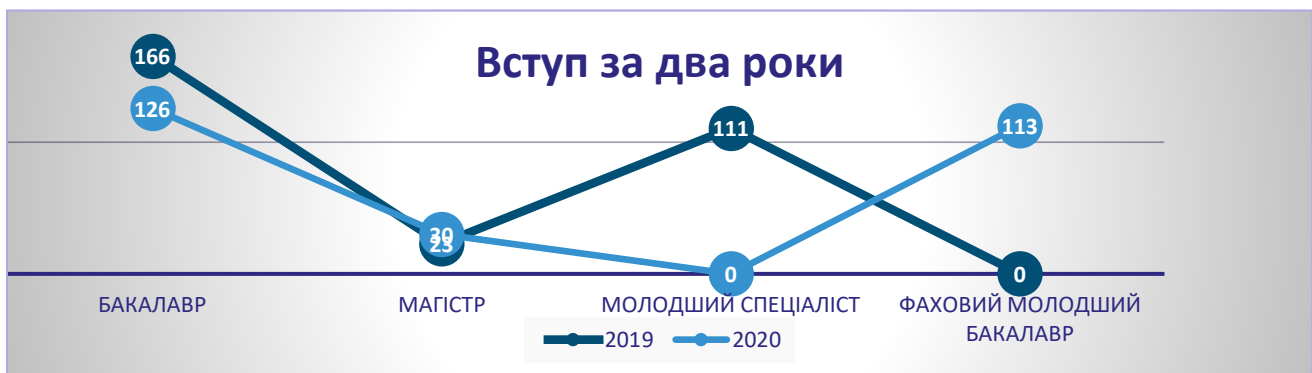 Вступ за два роки
166
126
30
23
111
0
113
0
БАКАЛАВР
МАГІСТР
МОЛОДШИЙ СПЕЦІАЛІСТ
ФАХОВИЙ МОЛОДШИЙ
БАКАЛАВР
2019
2020